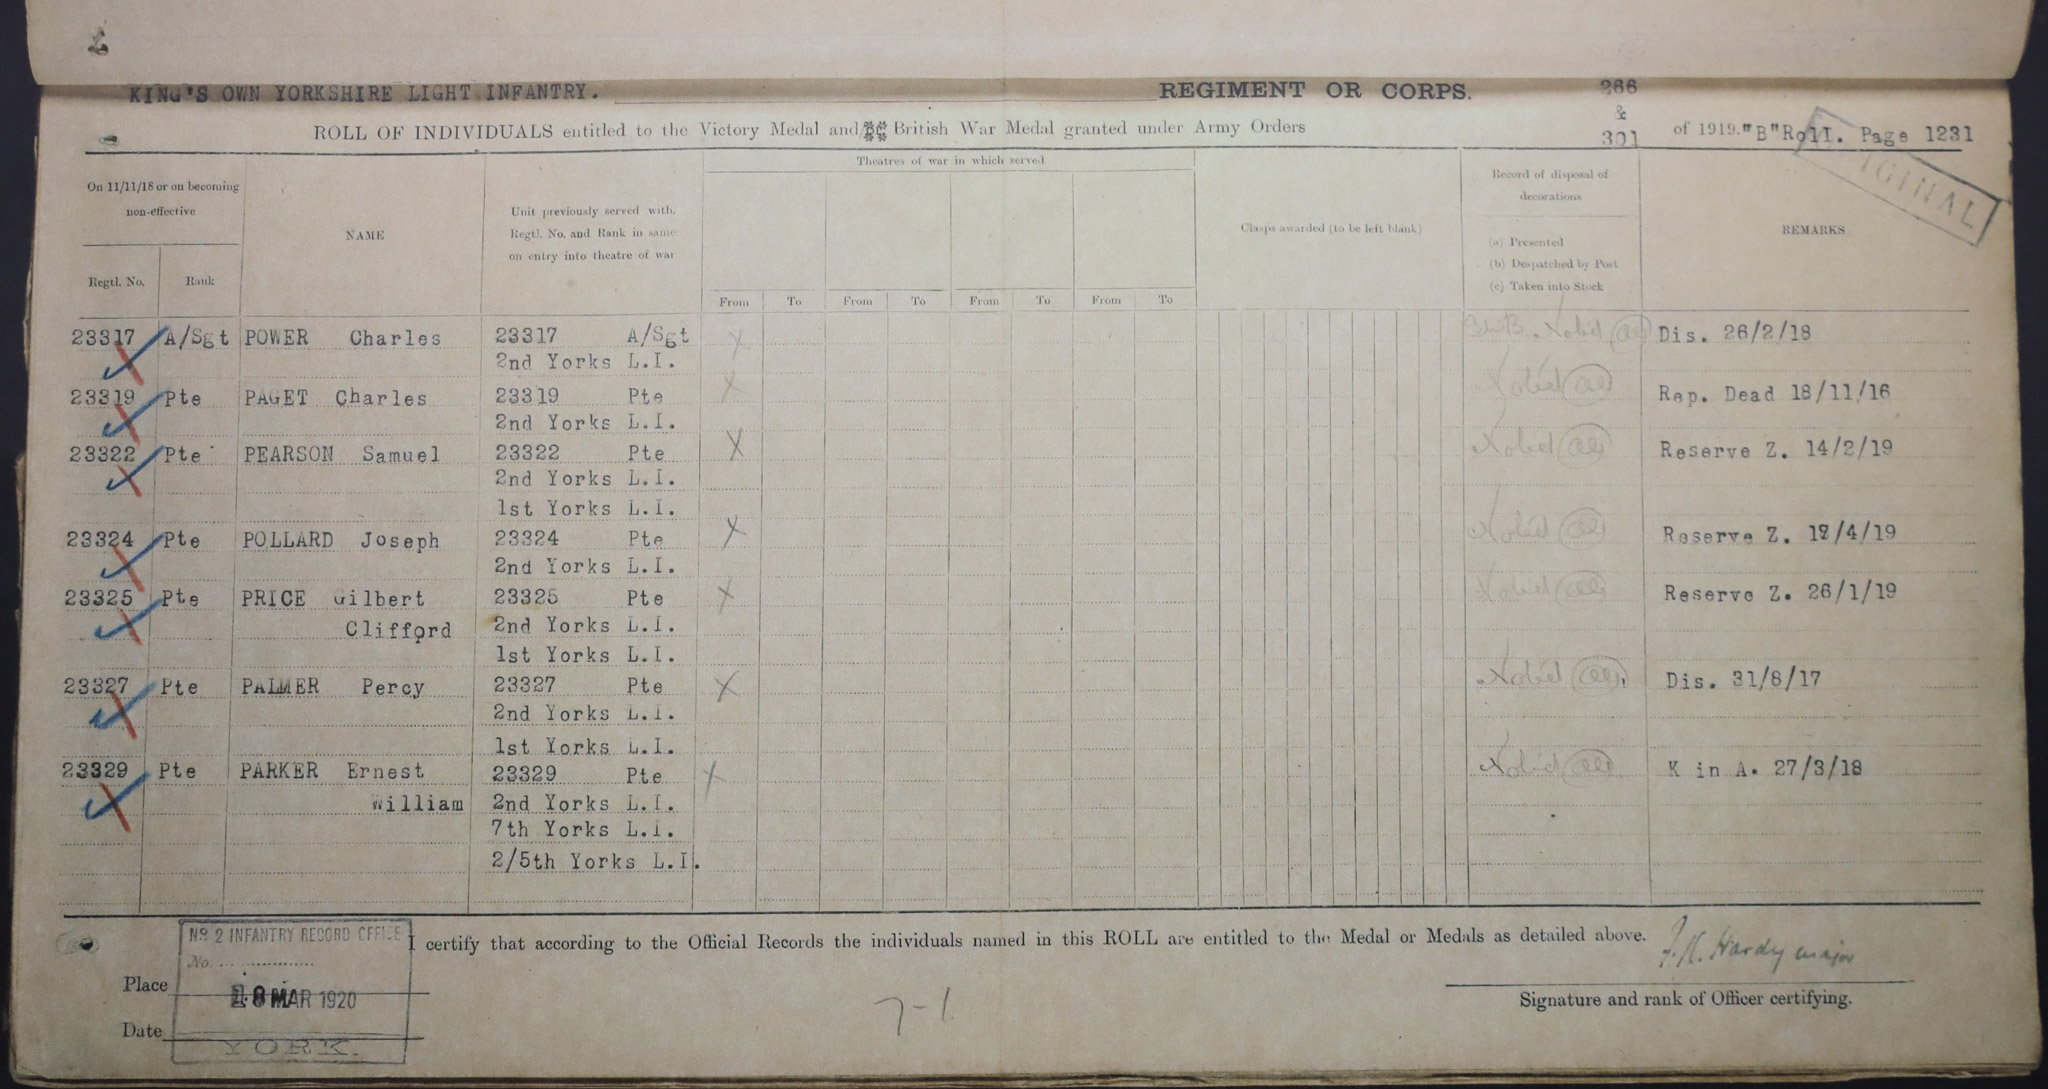 KING'S OWN YORKSHIRE LIGHT INFANTRY. REGIMENT OR CORPS. 266
&
301
ROLL OF INDIVIDUALS entitled to the Victory Medal and British War Medal granted under Army Orders of 1919. "B" Roll. Page 1231
ORIGINAL
On 11/11/18 or on becoming
non-effective
Regtl. No. Rank
NAME
Unit previously served with.
Regtl. No. and Rank in same
on entry into theatre of war
Theatres of war in which served
From To From To From To From To
Clasps awarded (to be left blank)
Record of disposal of
decorations
(a) Presented
(b) Despatched by Post
(c) Taken into Stock
REMARKS
23317 A/Sgt POWER Charles 23317 A/Sgt X Dis. 26/2/18
2nd Yorks L.I.
23319 Pte PAGET Charles 23319 Pte X Rep. Dead 18/11/16
2nd Yorks L.I.
23322 Pte PEARSON Samuel 23322 Pte X Reserve Z. 14/2/19
2nd Yorks L.I.
1st Yorks L.I.
23324 Pte POLLARD Joseph 23324 Pte X Reserve Z. /4/19
2nd Yorks L.I.
23325 Pte PRICE Gilbert 23325 Pte X Reserve Z. 26/1/19
Clifford 2nd Yorks L.I.
1st Yorks L.I.
23327 Pte PALMER Percy 23327 Pte X Dis. 31/8/17
2nd Yorks L.I.
1st Yorks L.I.
23329 Pte PARKER Ernest 23329 Pte X K in A. 27/3/18
William 2nd Yorks L.I.
7th Yorks L.I.
2/5th Yorks L.I.
I certify that according to the Official Records the individuals named in this ROLL are entitled to the Medal or Medals as detailed above.
Hardy major
Signature and rank of Officer certifying.
No 2 INFANTRY RECORD OFFICE
No.
Place
18 MAR 1920
Date
YORK.
7-1